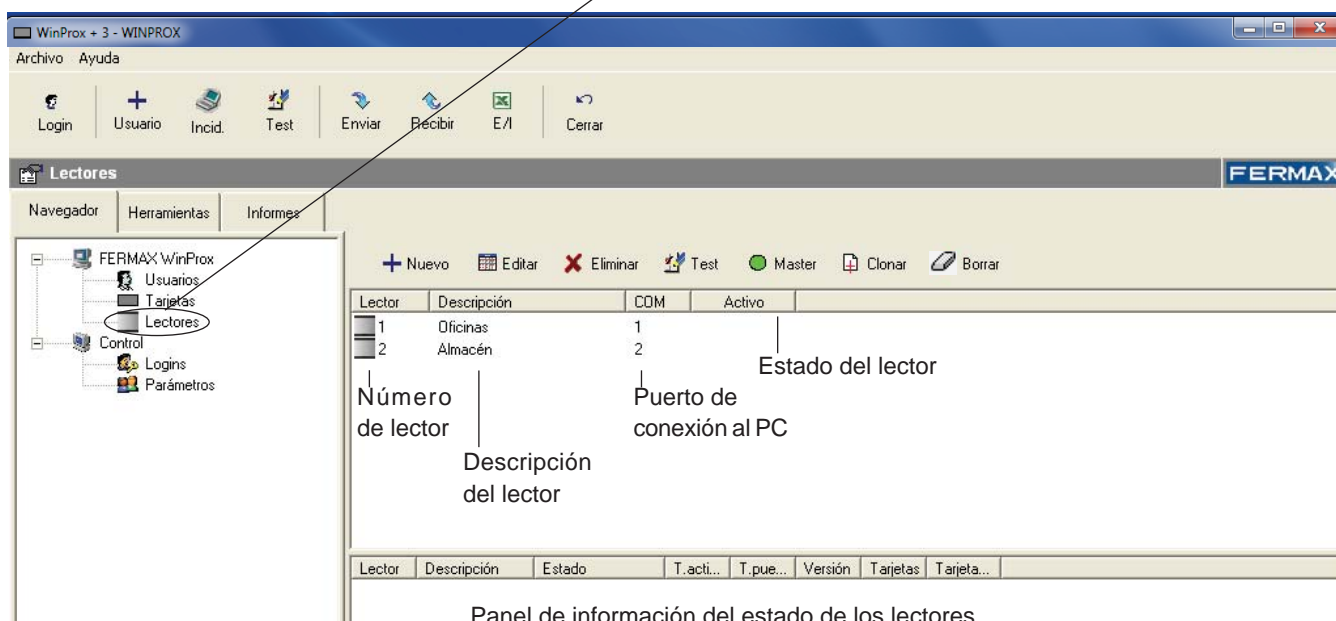 WinProx + 3 - WINPROX
Archivo Ayuda
Login Usuario Incid. Test Enviar Recibir E/I Cerrar
Lectores FERMAX
Navegador Herramientas Informes
FERMAX WinProx
Usuarios
Tarjetas
Lectores
Control
Logins
Parámetros
Nuevo Editar Eliminar Test Master Clonar Borrar
Lector Descripción COM Activo
1 Oficinas 1
2 Almacén 2
Estado del lector
Número
de lector
Puerto de
conexión al PC
Descripción
del lector
Lector Descripción Estado T.acti... T.pue... Versión Tarjetas Tarjeta...
Panel de información del estado de los lectores